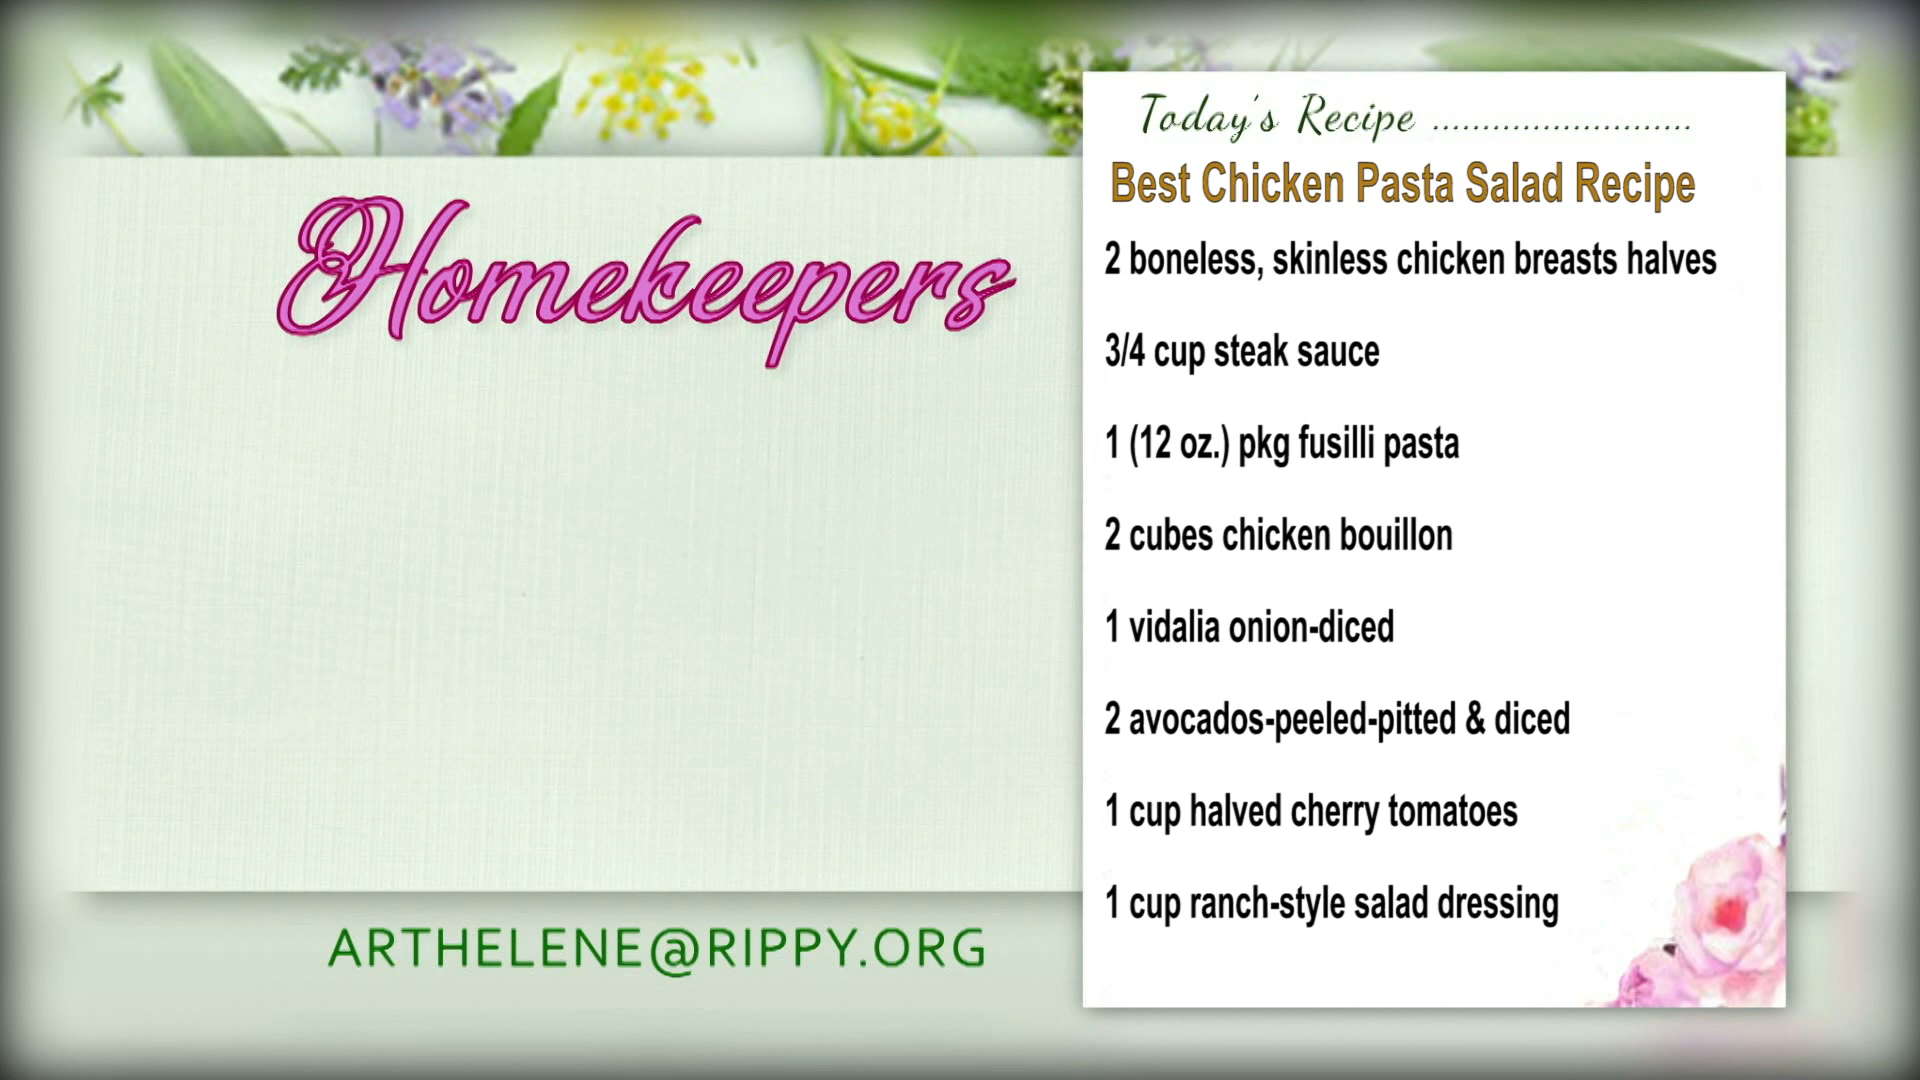 Homekeepers
ARTHELENE@RIPPY.ORG
Today's Recipe ..........................
Best Chicken Pasta Salad Recipe
2 boneless, skinless chicken breasts halves
3/4 cup steak sauce
1 (12 oz.) pkg fusilli pasta
2 cubes chicken bouillon
1 vidalia onion-diced
2 avocados-peeled-pitted & diced
1 cup halved cherry tomatoes
1 cup ranch-style salad dressing